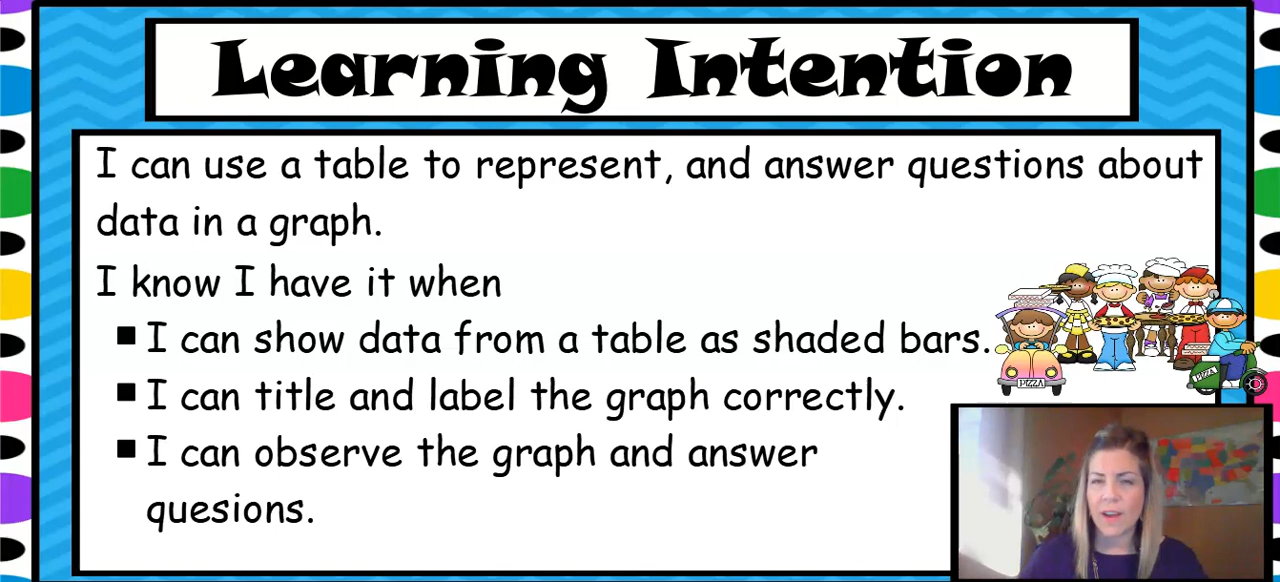 Learning Intention
I can use a table to represent, and answer questions about
data in a graph.
I know I have it when
▪ I can show data from a table as shaded bars.
▪ I can title and label the graph correctly.
▪ I can observe the graph and answer
quesions.
PIZZA
PIZZA